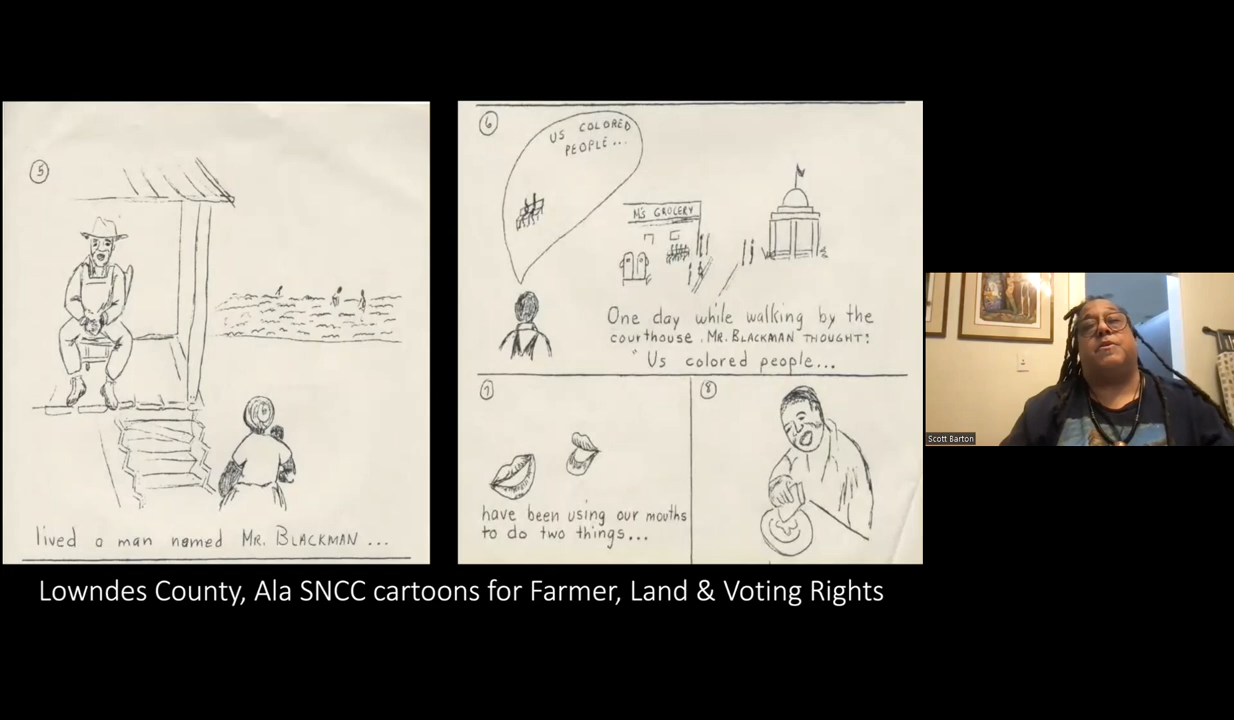 5
lived a man named MR. BLACKMAN ...
6
US COLORED
PEOPLE...
M'S GROCERY
One day while walking by the
courthouse . MR. BLACKMAN THOUGHT:
" Us colored people...
7
have been using our mouths
to do two things...
8
Lowndes County, Ala SNCC cartoons for Farmer, Land & Voting Rights
Scott Barton